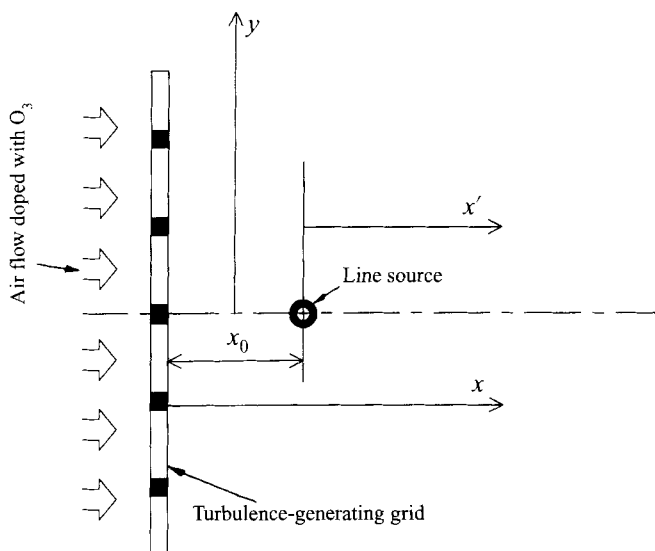 y
Air flow doped with O3
x′
Line source
x0
x
Turbulence-generating grid